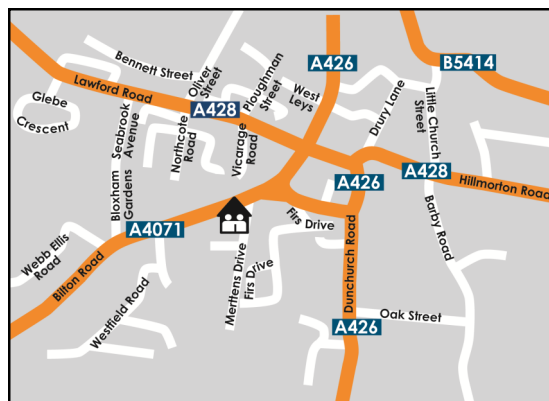 Bennett Street
Oliver
Street
Ploughman
Street
A426
B5414
Lawford Road
West
Leys
Glebe
Crescent
A428
Drury Lane
Little Church
Street
Seabrook
Avenue
Northcote
Road
Vicarage
Road
Bloxham
Gardens
A426
A428
Hillmorton Road
A4071
Firs Drive
Barby Road
Webb Ellis
Road
Bilton Road
Westfield Road
Merttens Drive
Firs Drive
Dunchurch Road
A426
Oak Street